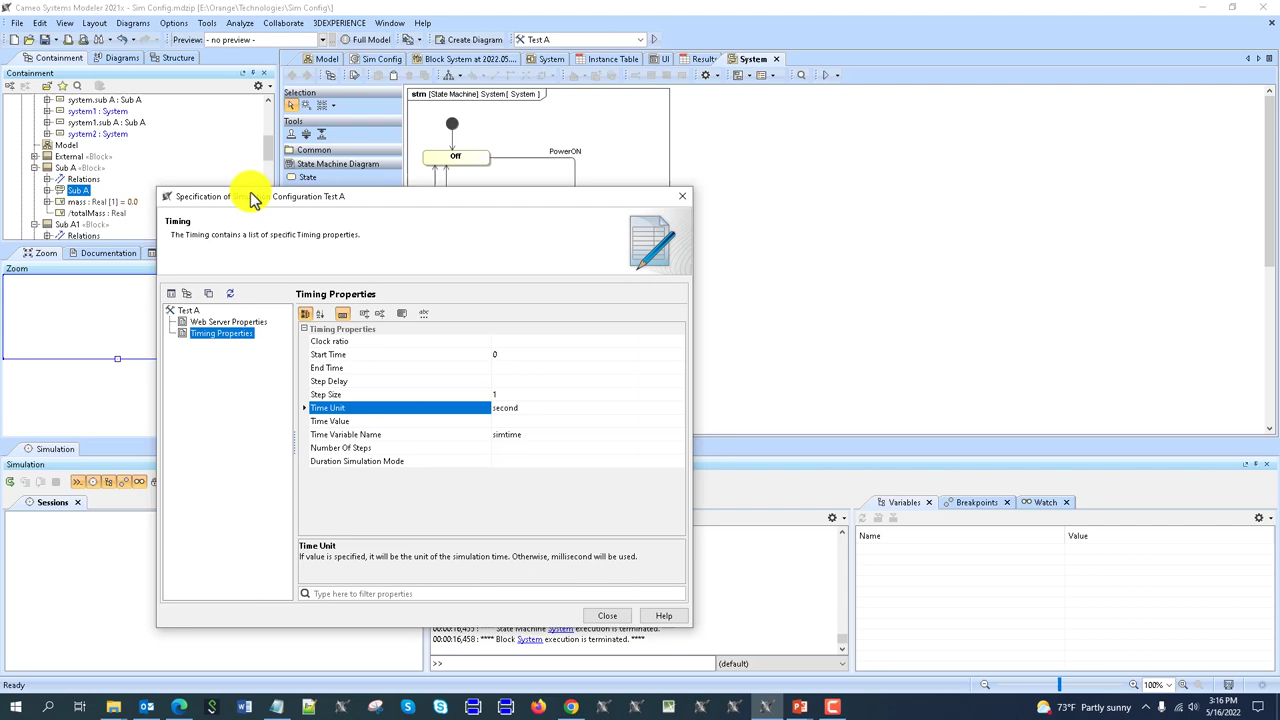 Cameo Systems Modeler 2021x - Sim Config.mdzip [E:\Orange\Technologies\Sim Config\]
File Edit View Layout Diagrams Options Tools Analyze Collaborate 3DEXPERIENCE Window Help
Preview: - no preview - Full Model Create Diagram Test A
Containment Diagrams Structure Model Sim Config Block System at 2022.05.... System Instance Table UI Result System
Containment
system.sub A : Sub A
system1 : System
system1.sub A : Sub A
system2 : System
Model
External «Block»
Sub A «Block»
Relations
Sub A
mass : Real [1] = 0.0
/totalMass : Real
Sub A1 «Block»
Relations
Zoom Documentation
Zoom
Selection
Tools
Common
State Machine Diagram
State
stm [State Machine] System[ System ]
Off
PowerON
Specification of Configuration Test A
Timing
The Timing contains a list of specific Timing properties.
Timing Properties
Test A
Web Server Properties
Timing Properties
Timing Properties
Clock ratio
Start Time 0
End Time
Step Delay
Step Size 1
Time Unit second
Time Value
Time Variable Name simtime
Number Of Steps
Duration Simulation Mode
Time Unit
If value is specified, it will be the unit of the simulation time. Otherwise, millisecond will be used.
Type here to filter properties
Close Help
Simulation
Simulation
Sessions
00:00:16,455 : **** State Machine System execution is terminated. ****
00:00:16,458 : **** Block System execution is terminated. ****
>> (default)
Variables Breakpoints Watch
Name Value
Ready
100%
73°F Partly sunny
3:16 PM
5/16/2022